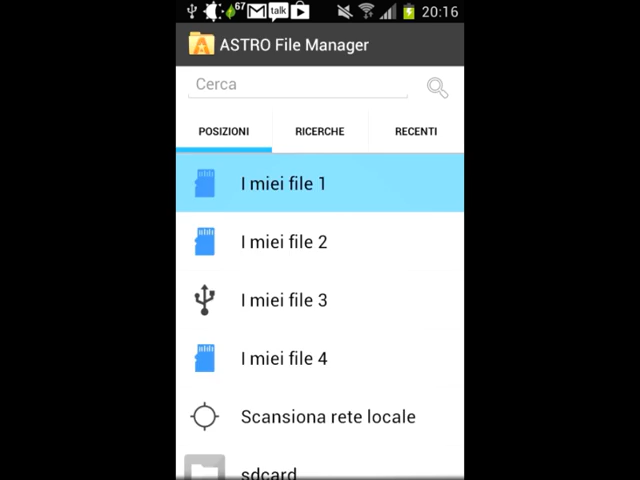 67
talk
20:16
ASTRO File Manager
Cerca
POSIZIONI
RICERCHE
RECENTI
I miei file 1
I miei file 2
I miei file 3
I miei file 4
Scansiona rete locale
sdcard